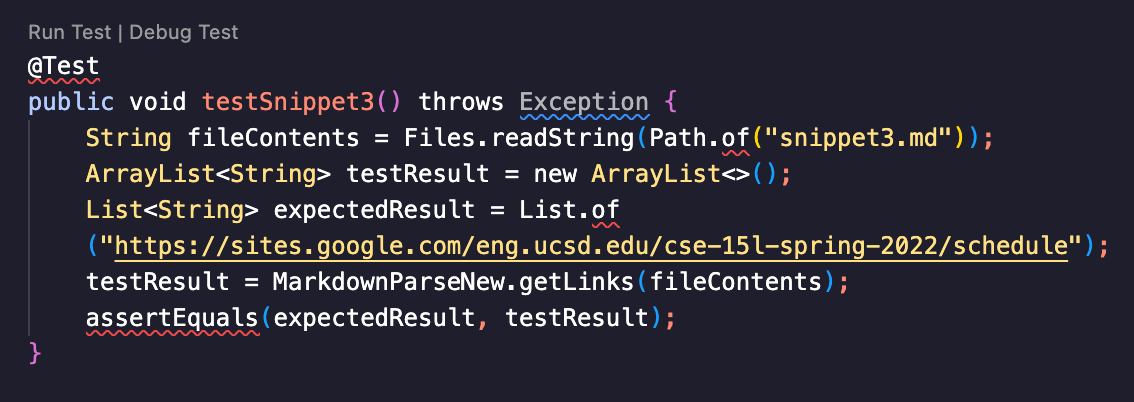 Run Test | Debug Test
@Test
public void testSnippet3() throws Exception {
String fileContents = Files.readString(Path.of("snippet3.md"));
ArrayList<String> testResult = new ArrayList<>();
List<String> expectedResult = List.of
("https://sites.google.com/eng.ucsd.edu/cse-15l-spring-2022/schedule");
testResult = MarkdownParseNew.getLinks(fileContents);
assertEquals(expectedResult, testResult);
}